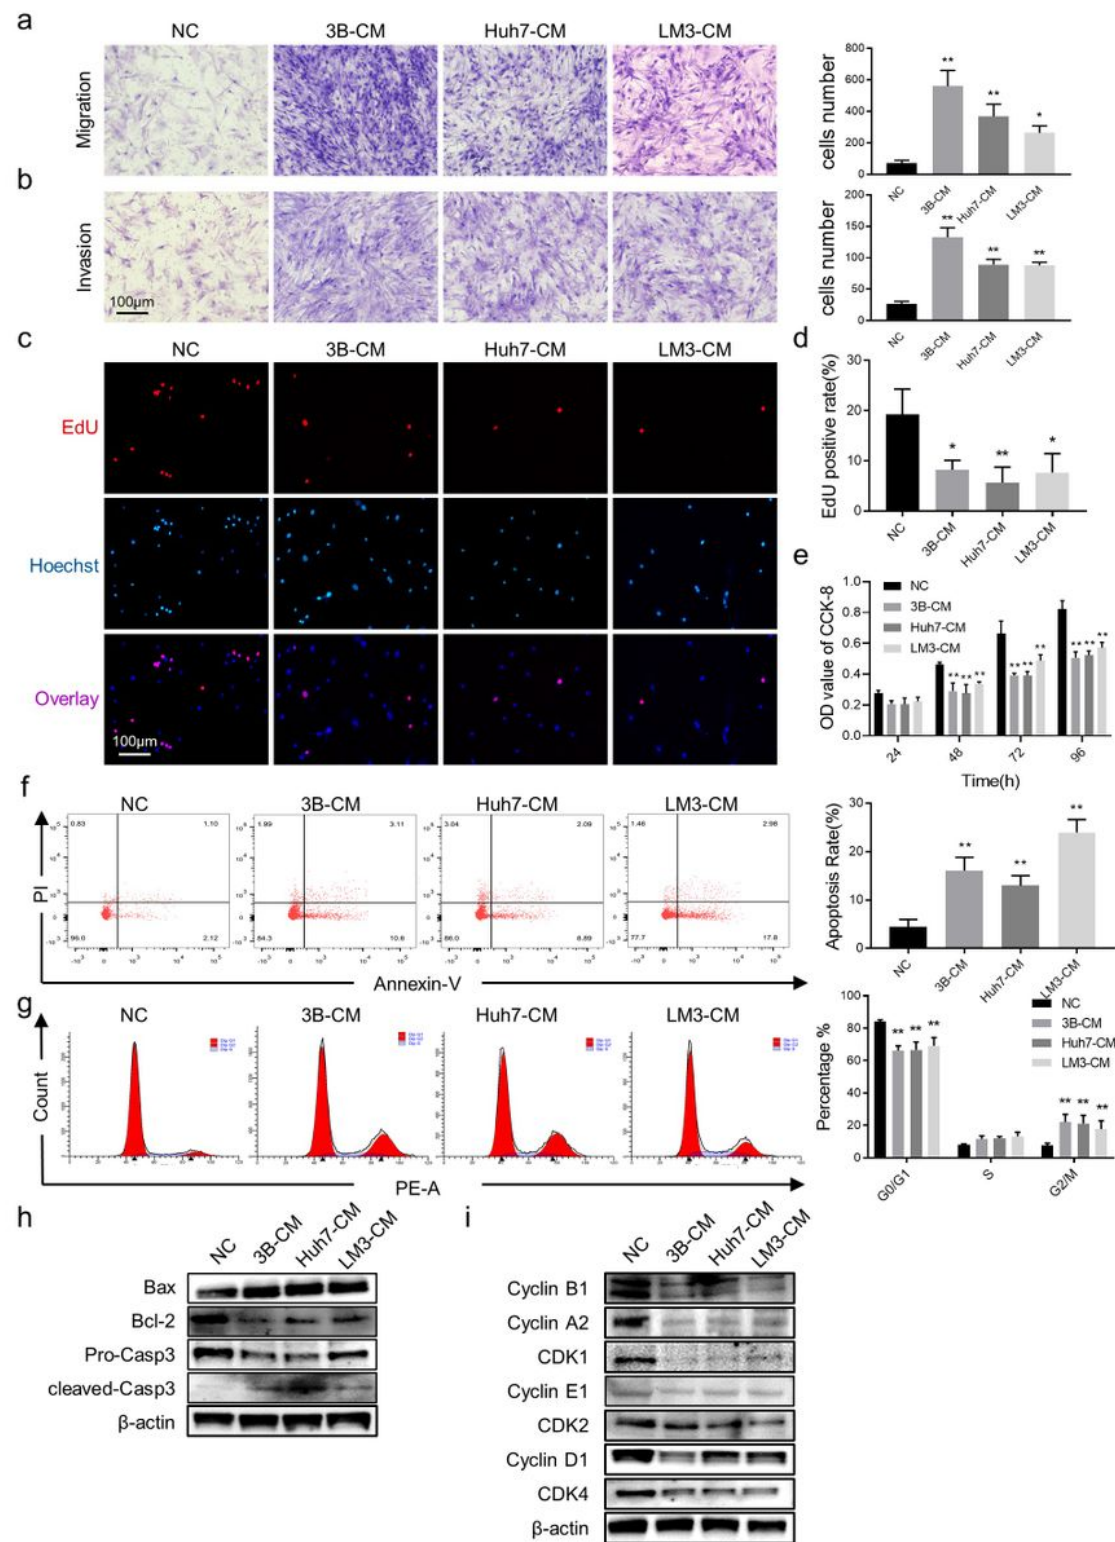 a
NC 3B-CM Huh7-CM LM3-CM
Migration
cells number
800
600
400
200
0
** ** *
NC 3B-CM Huh7-CM LM3-CM
b
Invasion
100μm
cells number
200
150
100
50
0
** ** **
NC 3B-CM Huh7-CM LM3-CM
c
NC 3B-CM Huh7-CM LM3-CM
EdU
Hoechst
Overlay
100μm
d
EdU positive rate(%)
30
20
10
0
* ** *
NC 3B-CM Huh7-CM LM3-CM
e
OD value of CCK-8
1.0
0.8
0.6
0.4
0.2
0.0
NC
3B-CM
Huh7-CM
LM3-CM
** ** **
** ** **
** ** **
24 48 72 96
Time(h)
f
NC 3B-CM Huh7-CM LM3-CM
PI
0.83 1.10
96.0 2.12
1.99 3.11
84.3 10.6
3.04 2.09
86.0 8.89
1.46 2.98
77.7 17.8
Annexin-V
Apoptosis Rate(%)
30
20
10
0
** ** **
NC 3B-CM Huh7-CM LM3-CM
g
NC 3B-CM Huh7-CM LM3-CM
Count
PE-A
Percentage %
100
80
60
40
20
0
NC
3B-CM
Huh7-CM
LM3-CM
** ** **
** ** **
G0/G1 S G2/M
h
NC 3B-CM Huh7-CM LM3-CM
Bax
Bcl-2
Pro-Casp3
cleaved-Casp3
β-actin
i
NC 3B-CM Huh7-CM LM3-CM
Cyclin B1
Cyclin A2
CDK1
Cyclin E1
CDK2
Cyclin D1
CDK4
β-actin